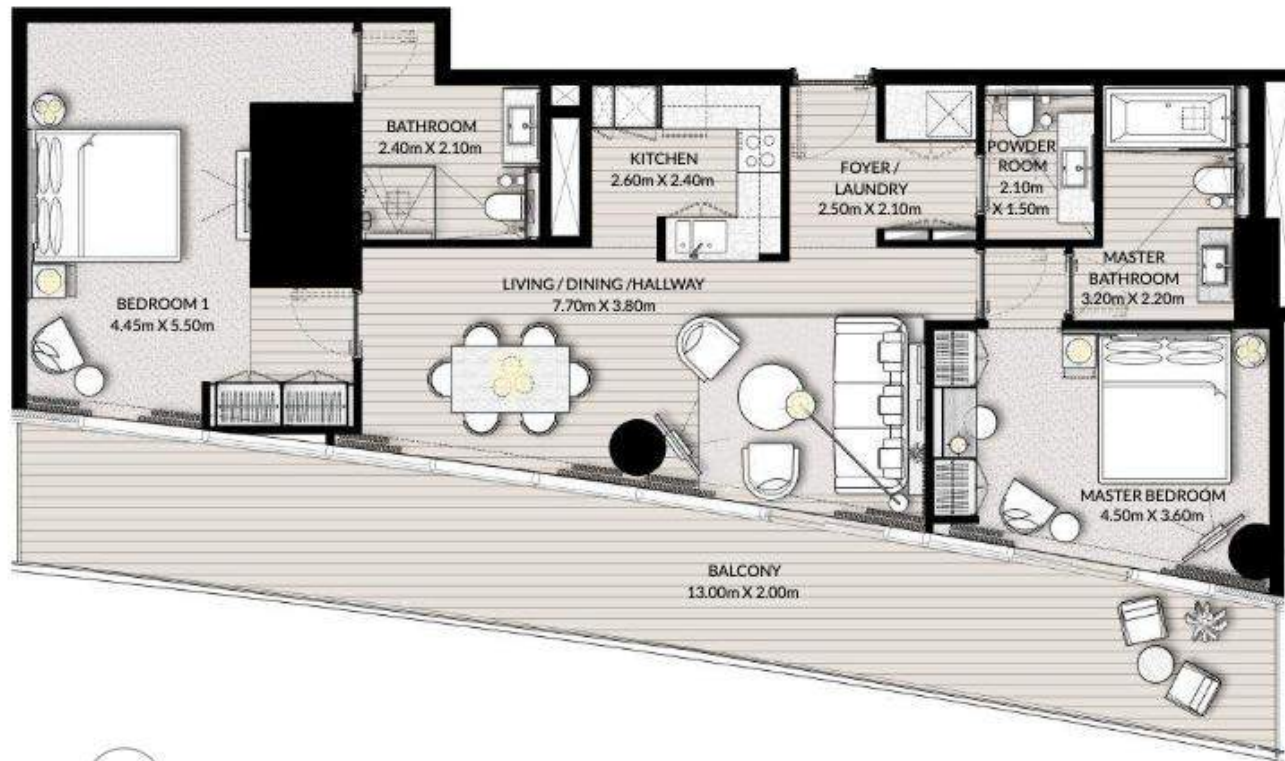 BATHROOM
2.40m X 2.10m
KITCHEN
2.60m X 2.40m
FOYER /
LAUNDRY
2.50m X 2.10m
POWDER
ROOM
2.10m
X 1.50m
MASTER
BATHROOM
3.20m X 2.20m
BEDROOM 1
4.45m X 5.50m
LIVING / DINING /HALLWAY
7.70m X 3.80m
MASTER BEDROOM
4.50m X 3.60m
BALCONY
13.00m X 2.00m